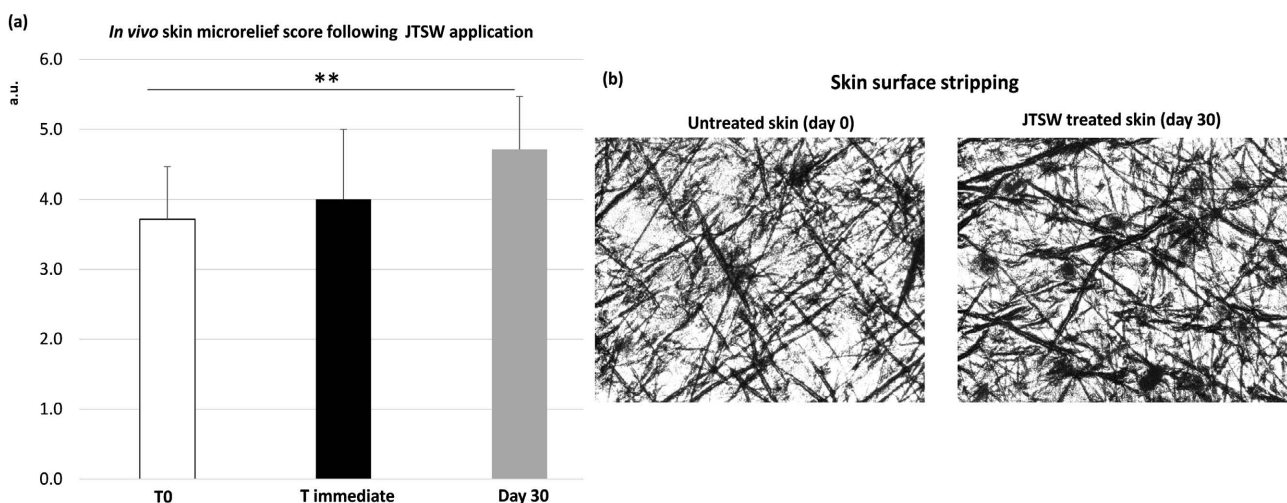 (a)
In vivo skin microrelief score following JTSW application
a.u.
6.0
**
5.0
4.0
3.0
2.0
1.0
0.0
T0 T immediate Day 30
(b)
Skin surface stripping
Untreated skin (day 0) JTSW treated skin (day 30)